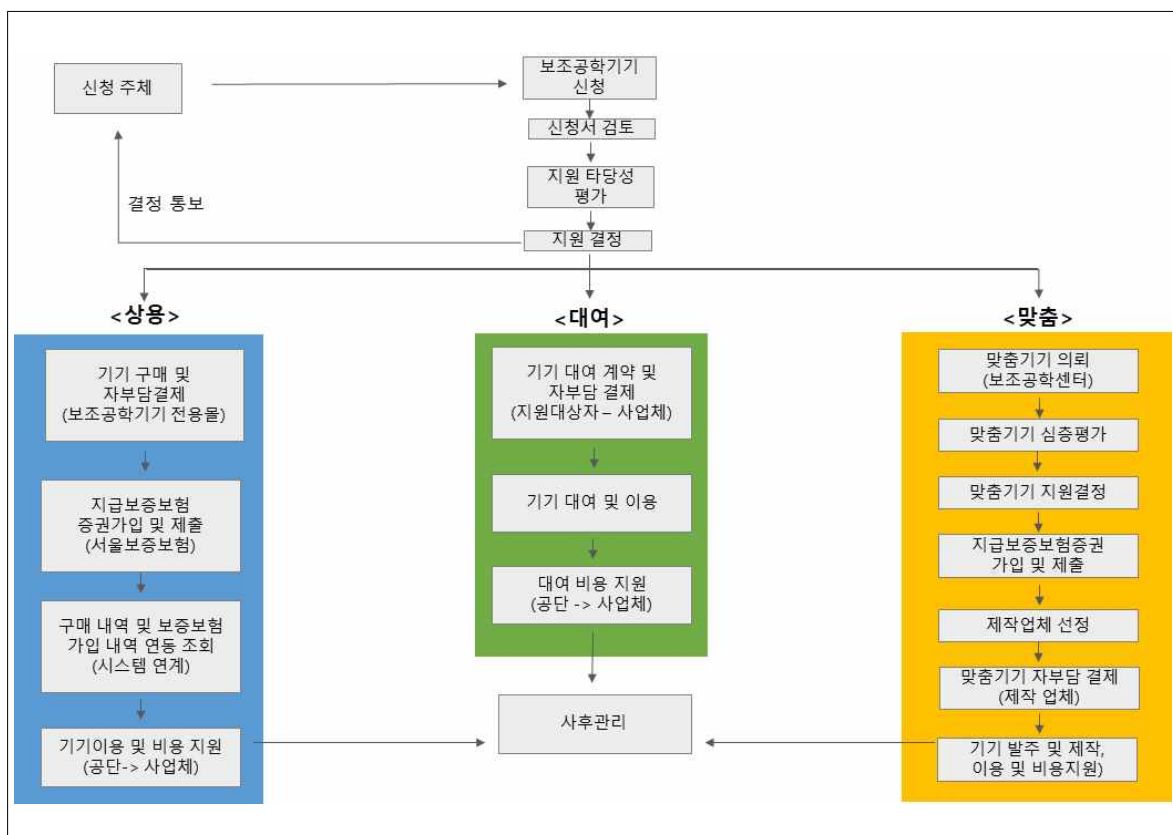 신청 주체
보조공학기기
신청
신청서 검토
지원 타당성
평가
결정 통보
지원 결정
<상용>
기기 구매 및
자부담결제
(보조공학기기 전용몰)
지급보증보험
증권가입 및 제출
(서울보증보험)
구매 내역 및 보증보험
가입 내역 연동 조회
(시스템 연계)
기기이용 및 비용 지원
(공단-> 사업체)
<대여>
기기 대여 계약 및
자부담 결제
(지원대상자 – 사업체)
기기 대여 및 이용
대여 비용 지원
(공단 -> 사업체)
사후관리
<맞춤>
맞춤기기 의뢰
(보조공학센터)
맞춤기기 심층평가
맞춤기기 지원결정
지급보증보험증권
가입 및 제출
제작업체 선정
맞춤기기 자부담 결제
(제작 업체)
기기 발주 및 제작,
이용 및 비용지원)